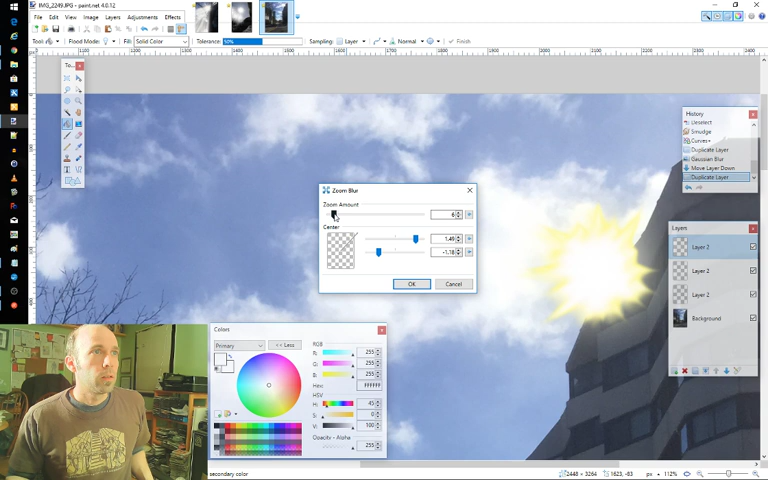 IMG_2249.JPG - paint.net 4.0.12
File Edit View Image Layers Adjustments Effects
Tool: Flood Mode: Fill: Solid Color Tolerance: 50% Sampling: Layer Normal Finish
To...
Zoom Blur
Zoom Amount
6
Center
1.49
-1.18
OK Cancel
History
Deselect
Smudge
Curves+
Duplicate Layer
Gaussian Blur
Move Layer Down
Duplicate Layer
Layers
Layer 2
Layer 2
Layer 2
Background
Colors
Primary << Less
RGB
R: 255
G: 255
B: 255
Hex: FFFFFF
HSV
H: 45
S: 0
V: 100
Opacity - Alpha
255
secondary color
2448 × 3264 1623, -83 px 112%